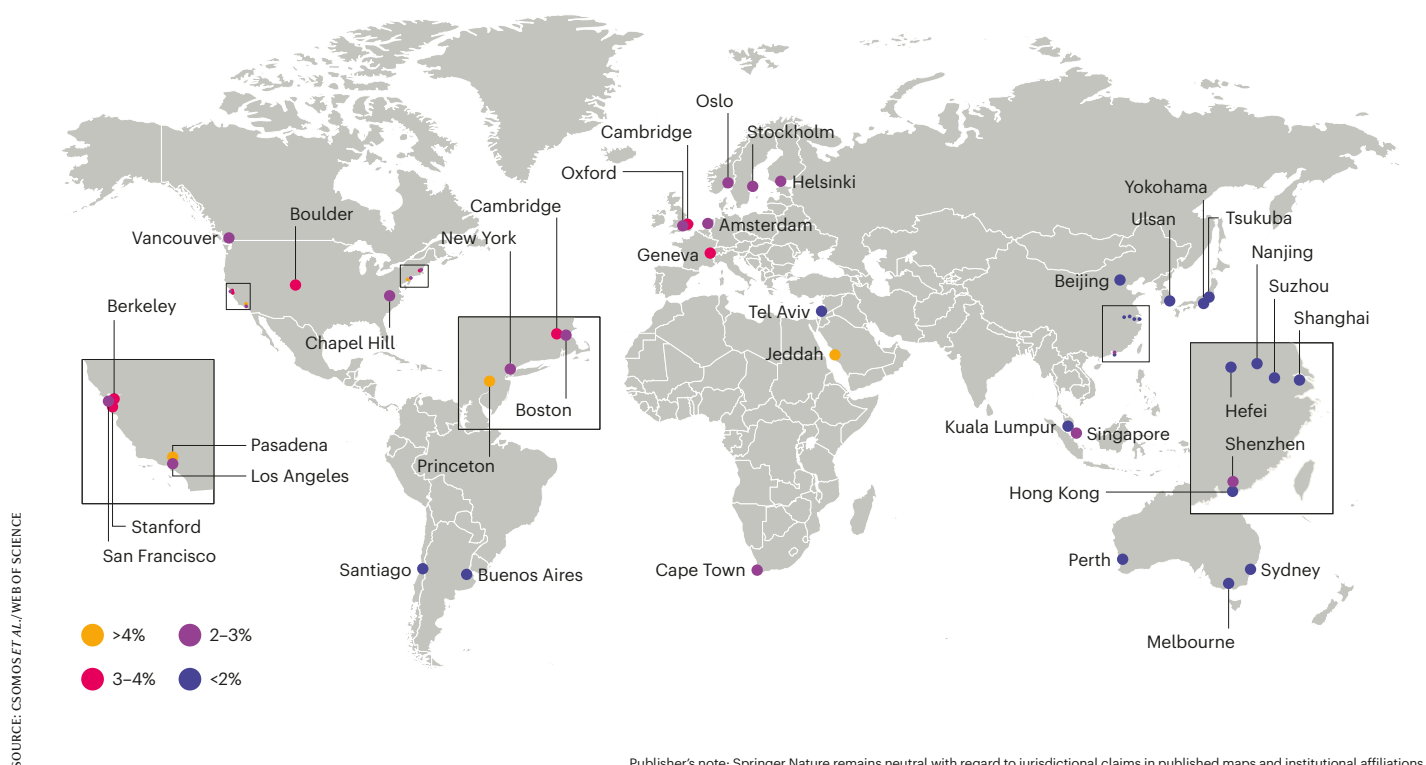 Oslo
Cambridge
Stockholm
Oxford
Helsinki
Yokohama
Cambridge
Boulder
Ulsan
Tsukuba
Vancouver
New York
Amsterdam
Nanjing
Geneva
Beijing
Suzhou
Berkeley
Tel Aviv
Shanghai
Chapel Hill
Jeddah
Boston
Hefei
Kuala Lumpur
Singapore
Shenzhen
Pasadena
Princeton
Los Angeles
Hong Kong
Stanford
San Francisco
Perth
Santiago
Buenos Aires
Cape Town
Sydney
Melbourne
>4%
2–3%
3–4%
<2%
SOURCE: CSOMOS ET AL./WEB OF SCIENCE
Publisher's note: Springer Nature remains neutral with regard to jurisdictional claims in published maps and institutional affiliations